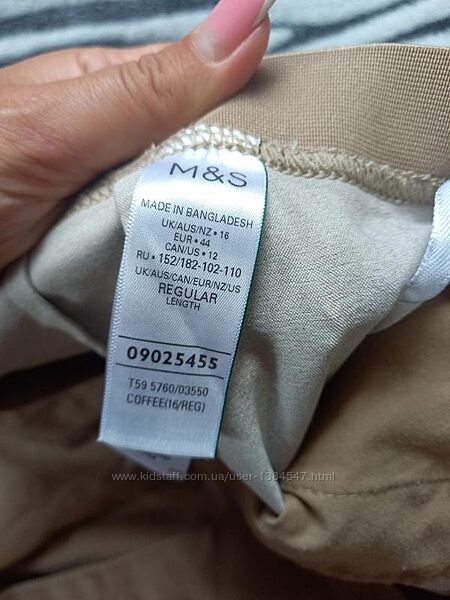 M&S
MADE IN BANGLADESH
UK/AUS/NZ • 16
EUR • 44
CAN/US • 12
RU • 152/182-102-110
UK/AUS/CAN/EUR/NZ/US
REGULAR
LENGTH
09025455
T59 5760/03550
COFFEE(16/REG)
www.kidstaff.com.ua/user-1384547.html